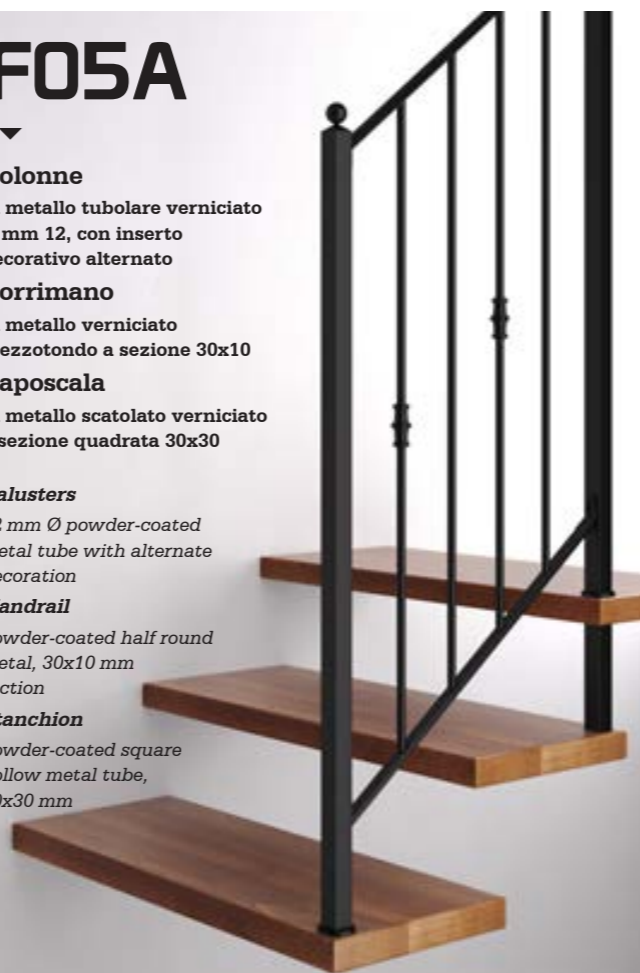 F05A
olonne
metallo tubolare verniciato
mm 12, con inserto
ecorativo alternato
orrimano
metallo verniciato
ezzotondo a sezione 30x10
aposcala
metallo scatolato verniciato
sezione quadrata 30x30
alusters
mm Ø powder-coated
etal tube with alternate
ecoration
andrail
owder-coated half round
etal, 30x10 mm
ction
tanchion
owder-coated square
ollow metal tube,
0x30 mm